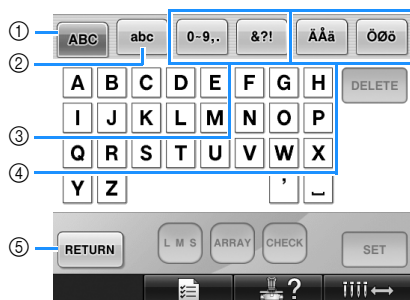 ① ABC abc 0~9,. &?! ÄÅä ÖØö
②
A B C D E F G H DELETE
I J K L M N O P
③
Q R S T U V W X
④
Y Z ' ⎵
⑤ RETURN L M S ARRAY CHECK SET
?